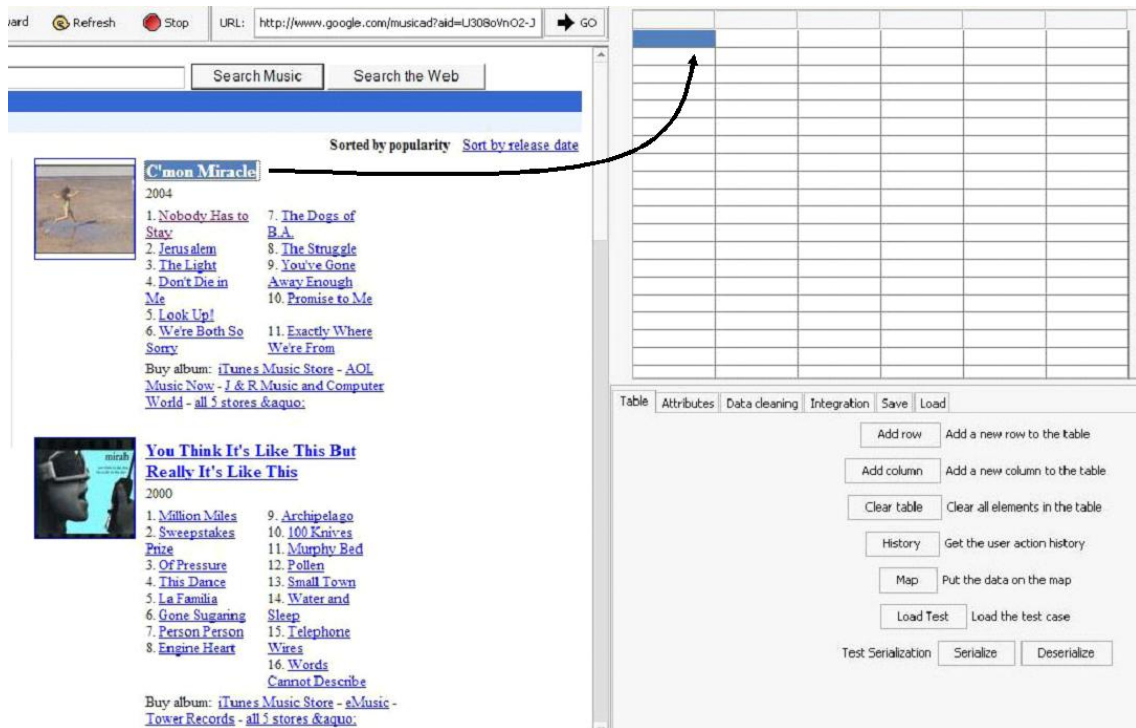 ward Refresh Stop URL: http://www.google.com/musicad?aid=U308oVnO2-J GO
Search Music Search the Web
Sorted by popularity Sort by release date
C'mon Miracle
2004
1. Nobody Has to
Stay
2. Jerusalem
3. The Light
4. Don't Die in
Me
5. Look Up!
6. We're Both So
Sorry
7. The Dogs of
B.A.
8. The Struggle
9. You've Gone
Away Enough
10. Promise to Me
11. Exactly Where
We're From
Buy album: iTunes Music Store - AOL
Music Now - J & R Music and Computer
World - all 5 stores &aquo;
mirah
You Think It's Like This But
Really It's Like This
2000
1. Million Miles
2. Sweepstakes
Prize
3. Of Pressure
4. This Dance
5. La Familia
6. Gone Sugaring
7. Person Person
8. Engine Heart
9. Archipelago
10. 100 Knives
11. Murphy Bed
12. Pollen
13. Small Town
14. Water and
Sleep
15. Telephone
Wires
16. Words
Cannot Describe
Buy album: iTunes Music Store - eMusic -
Tower Records - all 5 stores &aquo;
Table Attributes Data cleaning Integration Save Load
Add row Add a new row to the table
Add column Add a new column to the table
Clear table Clear all elements in the table
History Get the user action history
Map Put the data on the map
Load Test Load the test case
Test Serialization Serialize Deserialize